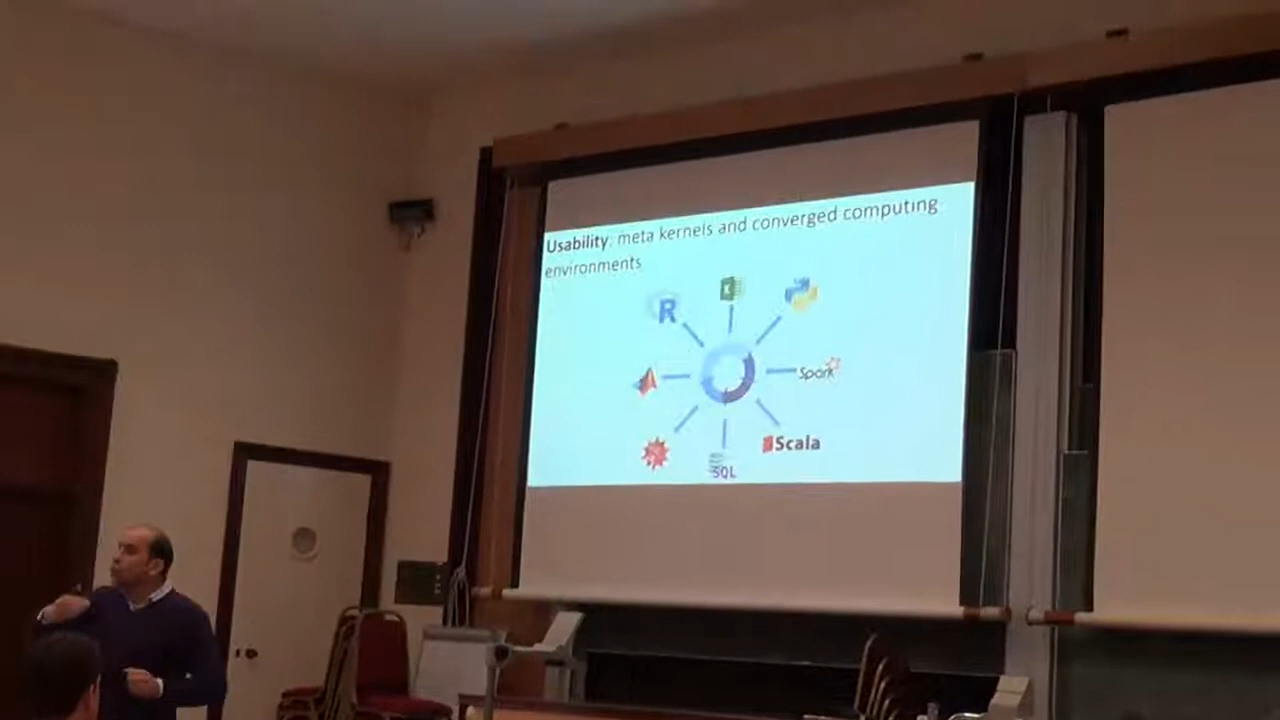 Usability: meta kernels and converged computing
environments
R
X
Spark
Scala
SQL